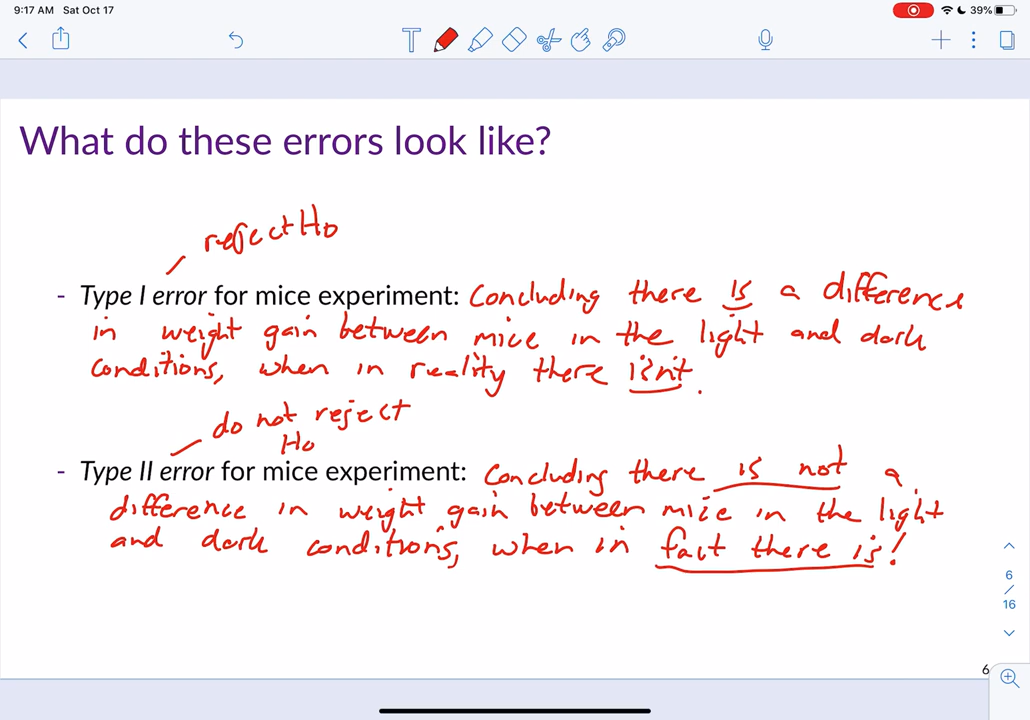 9:17 AM Sat Oct 17
39%
T
What do these errors look like?
reject Ho
- Type I error for mice experiment: Concluding there is a difference
in weight gain between mice in the light and dark
conditions, when in reality there isn't.
do not reject
Ho
- Type II error for mice experiment: Concluding there is not a
difference in weight gain between mice in the light
and dark conditions, when in fact there is!
6
/
16
6